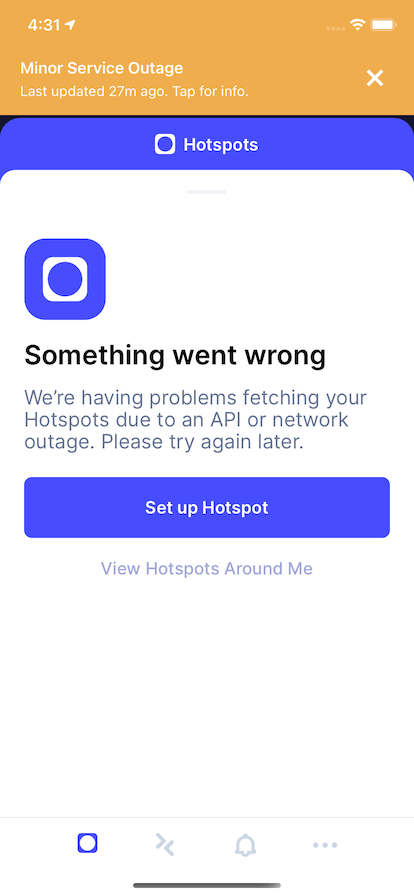 4:31
Minor Service Outage
Last updated 27m ago. Tap for info.
Hotspots
Something went wrong
We’re having problems fetching your
Hotspots due to an API or network
outage. Please try again later.
Set up Hotspot
View Hotspots Around Me